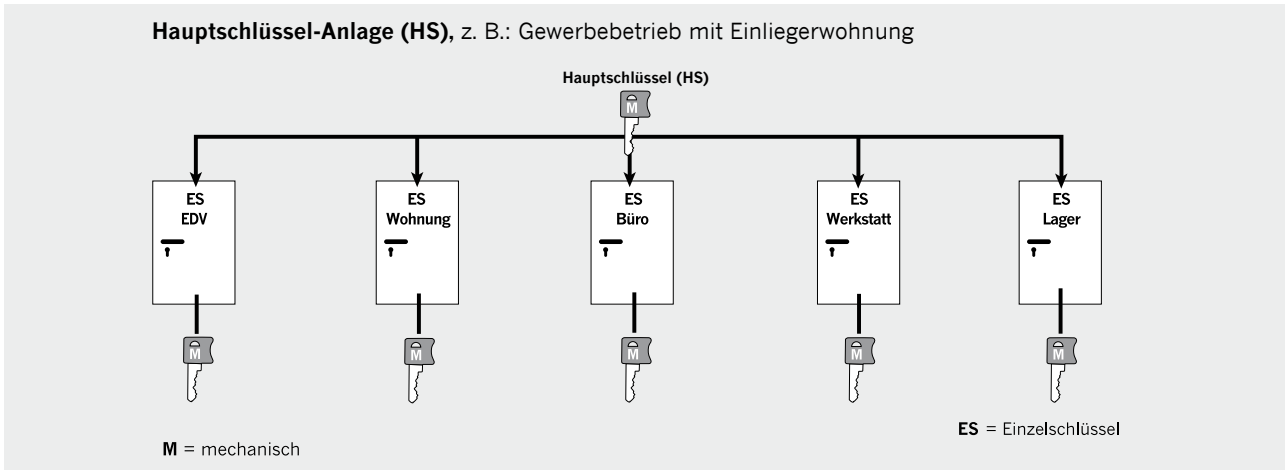 Hauptschlüssel-Anlage (HS), z. B.: Gewerbebetrieb mit Einliegerwohnung
Hauptschlüssel (HS)
M
ES
EDV
ES
Wohnung
ES
Büro
ES
Werkstatt
ES
Lager
M
M
M
M
M
M = mechanisch
ES = Einzelschlüssel